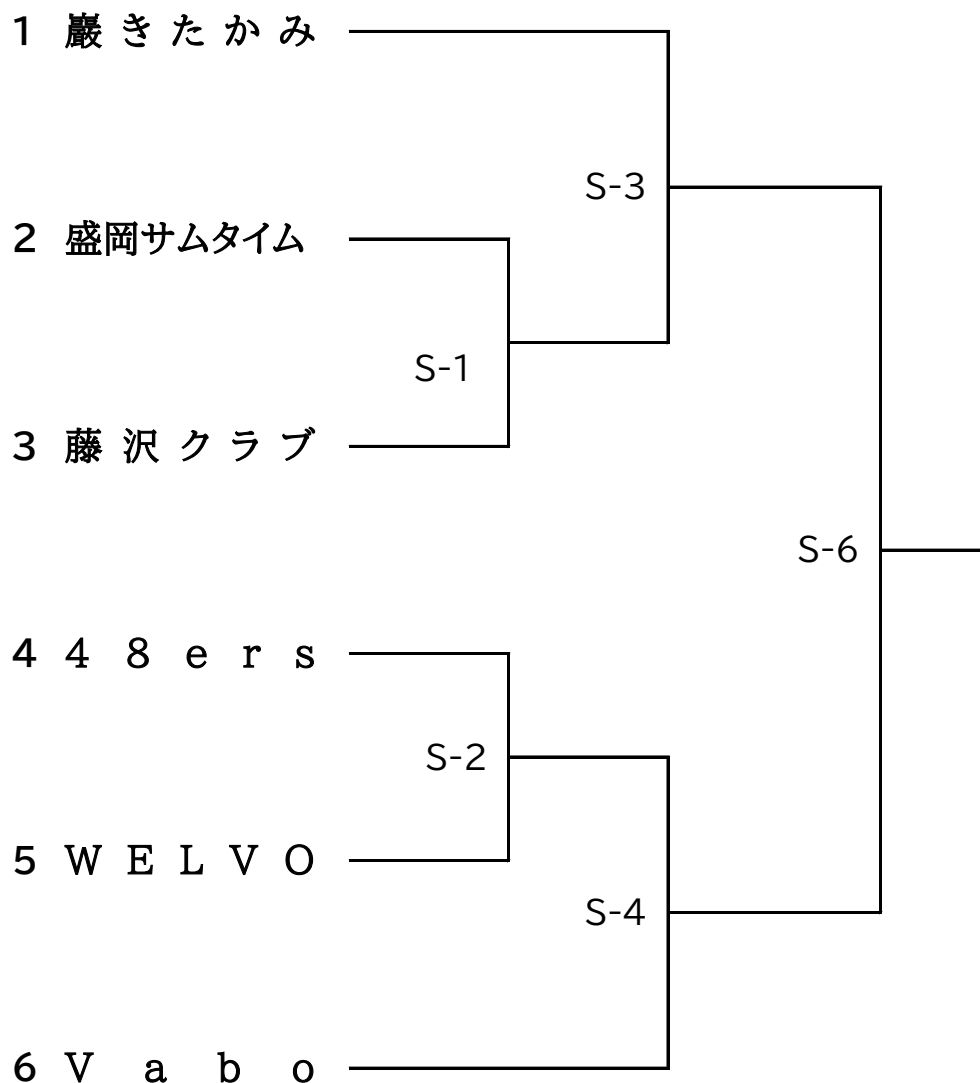 1 巖きたかみ
S-3
2 盛岡サムタイム
S-1
3 藤沢クラブ
S-6
4 48ers
S-2
5 WELVO
S-4
6 Vabo